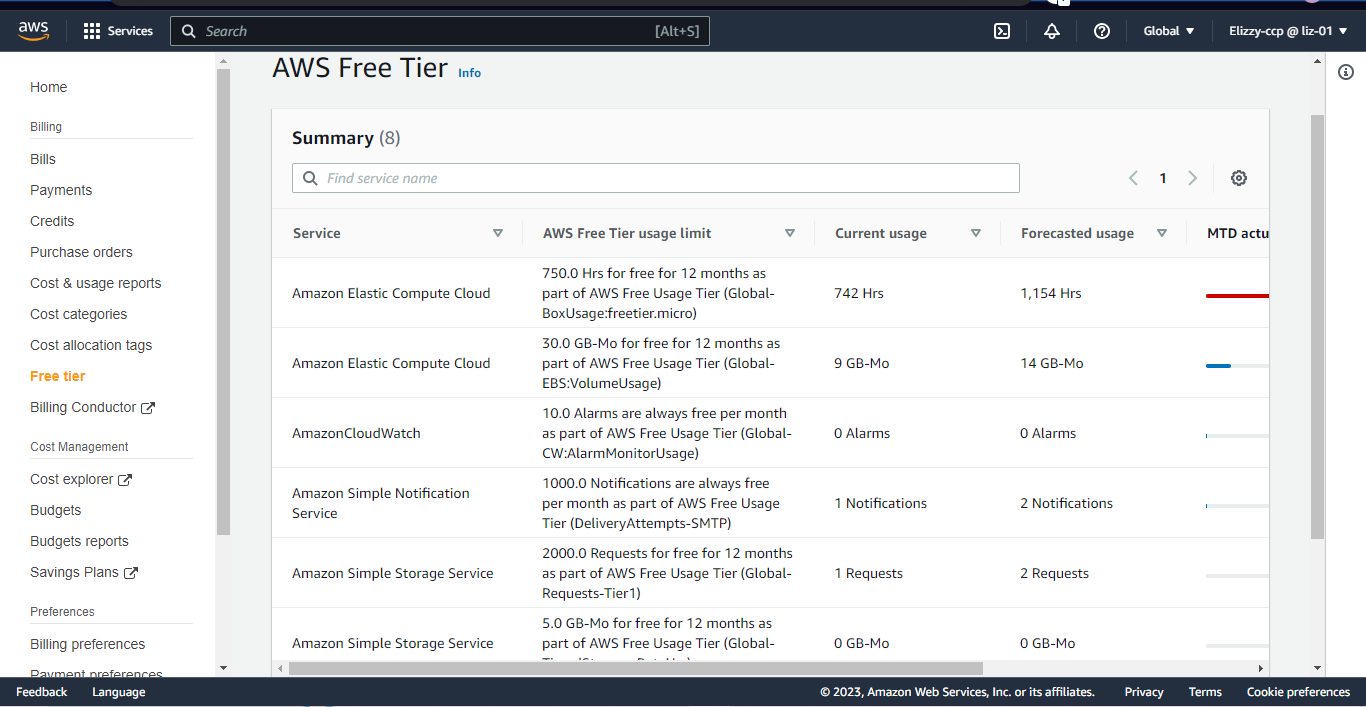 aws
Services
Search
[Alt+S]
Global
Elizzy-ccp @ liz-01
Home
Billing
Bills
Payments
Credits
Purchase orders
Cost & usage reports
Cost categories
Cost allocation tags
Free tier
Billing Conductor
Cost Management
Cost explorer
Budgets
Budgets reports
Savings Plans
Preferences
Billing preferences
Payment preferences
AWS Free Tier Info
Summary (8)
Find service name
1
Service
AWS Free Tier usage limit
Current usage
Forecasted usage
MTD actu
Amazon Elastic Compute Cloud
750.0 Hrs for free for 12 months as
part of AWS Free Usage Tier (Global-
BoxUsage:freetier.micro)
742 Hrs
1,154 Hrs
Amazon Elastic Compute Cloud
30.0 GB-Mo for free for 12 months as
part of AWS Free Usage Tier (Global-
EBS:VolumeUsage)
9 GB-Mo
14 GB-Mo
AmazonCloudWatch
10.0 Alarms are always free per month
as part of AWS Free Usage Tier (Global-
CW:AlarmMonitorUsage)
0 Alarms
0 Alarms
Amazon Simple Notification
Service
1000.0 Notifications are always free
per month as part of AWS Free Usage
Tier (DeliveryAttempts-SMTP)
1 Notifications
2 Notifications
Amazon Simple Storage Service
2000.0 Requests for free for 12 months
as part of AWS Free Usage Tier (Global-
Requests-Tier1)
1 Requests
2 Requests
Amazon Simple Storage Service
5.0 GB-Mo for free for 12 months as
part of AWS Free Usage Tier (Global-
0 GB-Mo
0 GB-Mo
Feedback
Language
© 2023, Amazon Web Services, Inc. or its affiliates.
Privacy
Terms
Cookie preferences